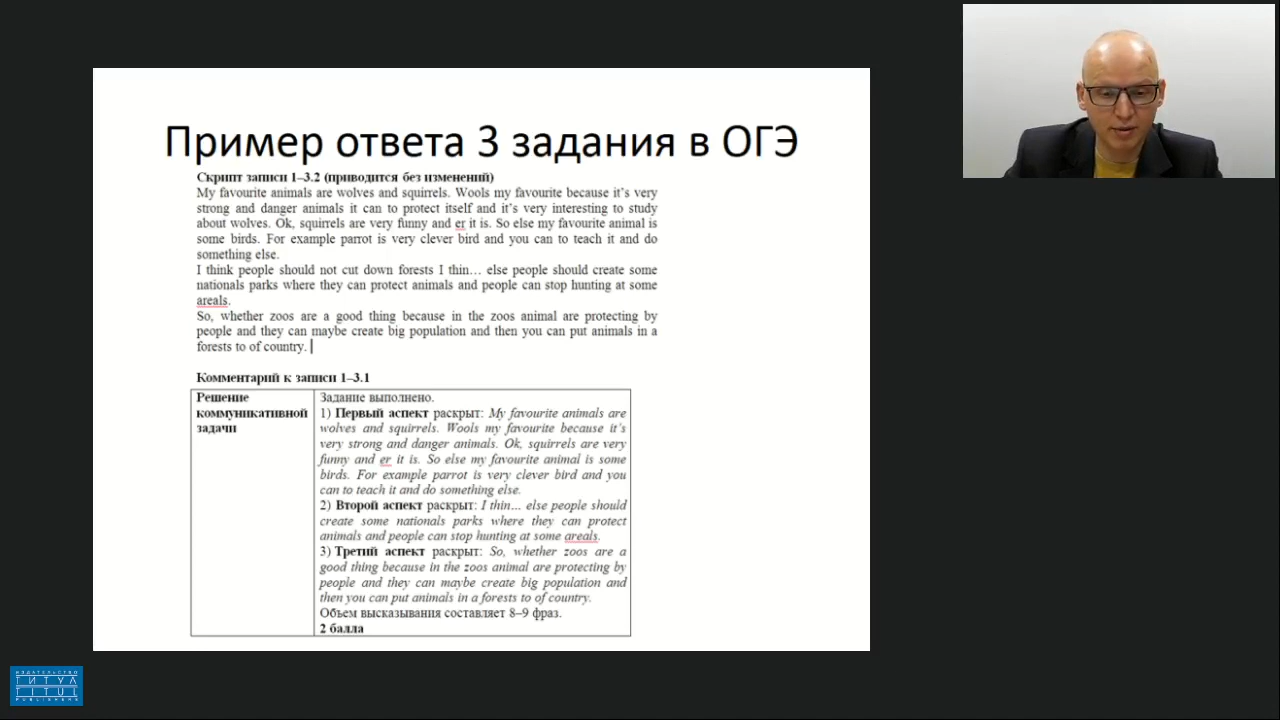 Пример ответа 3 задания в ОГЭ
Скрипт записи 1–3.2 (приводится без изменений)
My favourite animals are wolves and squirrels. Wools my favourite because it’s very
strong and danger animals it can to protect itself and it’s very interesting to study
about wolves. Ok, squirrels are very funny and er it is. So else my favourite animal is
some birds. For example parrot is very clever bird and you can to teach it and do
something else.
I think people should not cut down forests I thin… else people should create some
nationals parks where they can protect animals and people can stop hunting at some
areals.
So, whether zoos are a good thing because in the zoos animal are protecting by
people and they can maybe create big population and then you can put animals in a
forests to of country.
Комментарий к записи 1–3.1
Решение
коммуникативной
задачи
Задание выполнено.
1) Первый аспект раскрыт: My favourite animals are
wolves and squirrels. Wools my favourite because it’s
very strong and danger animals. Ok, squirrels are very
funny and er it is. So else my favourite animal is some
birds. For example parrot is very clever bird and you
can to teach it and do something else.
2) Второй аспект раскрыт: I thin… else people should
create some nationals parks where they can protect
animals and people can stop hunting at some areals.
3) Третий аспект раскрыт: So, whether zoos are a
good thing because in the zoos animal are protecting by
people and they can maybe create big population and
then you can put animals in a forests to of country.
Объем высказывания составляет 8–9 фраз.
2 балла
ИЗДАТЕЛЬСТВО
ТИТУЛ
TITUL
PUBLISHERS